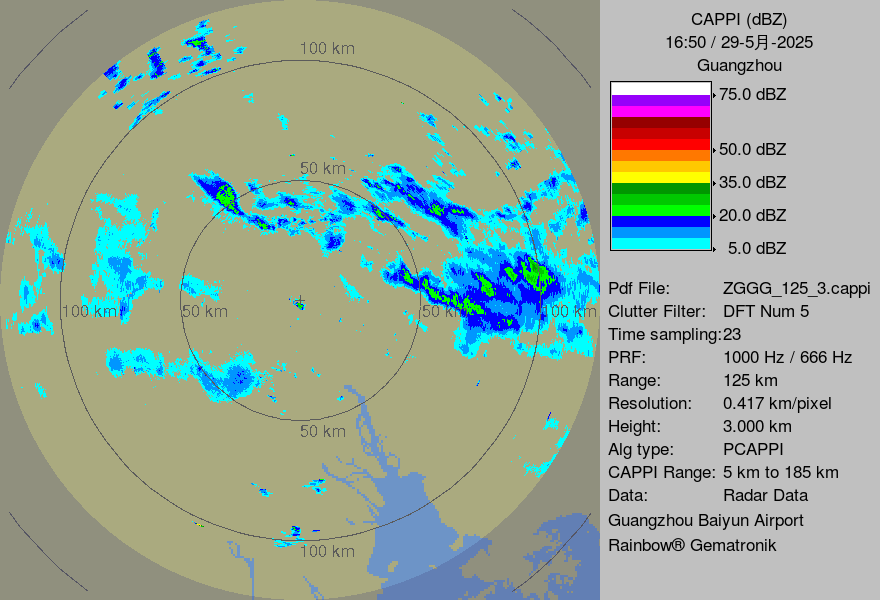 CAPPI (dBZ)
16:50 / 29-5月-2025
Guangzhou
75.0 dBZ
50.0 dBZ
35.0 dBZ
20.0 dBZ
5.0 dBZ
Pdf File: ZGGG_125_3.cappi
Clutter Filter: DFT Num 5
Time sampling:23
PRF: 1000 Hz / 666 Hz
Range: 125 km
Resolution: 0.417 km/pixel
Height: 3.000 km
Alg type: PCAPPI
CAPPI Range: 5 km to 185 km
Data: Radar Data
Guangzhou Baiyun Airport
Rainbow® Gematronik
100 km
50 km
100 km
50 km
50 km
100 km
50 km
100 km